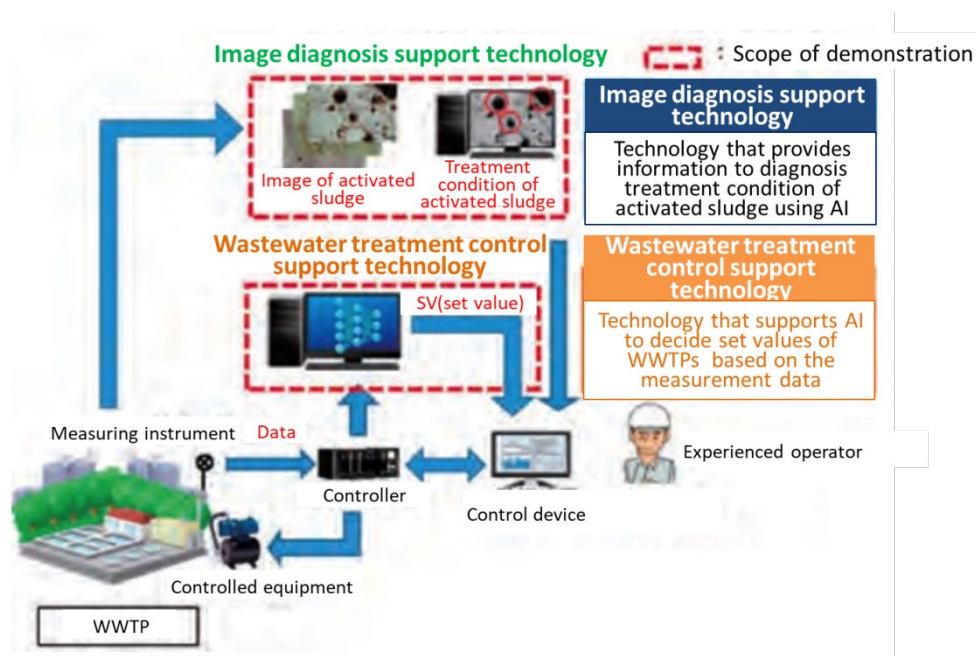 Image diagnosis support technology
: Scope of demonstration
Image of activated
sludge
Treatment
condition of
activated sludge
Image diagnosis support
technology
Technology that provides
information to diagnosis
treatment condition of
activated sludge using AI
Wastewater treatment control
support technology
SV(set value)
Wastewater treatment
control support
technology
Technology that supports AI
to decide set values of
WWTPs based on the
measurement data
Measuring instrument
Data
Controller
Control device
Experienced operator
Controlled equipment
WWTP